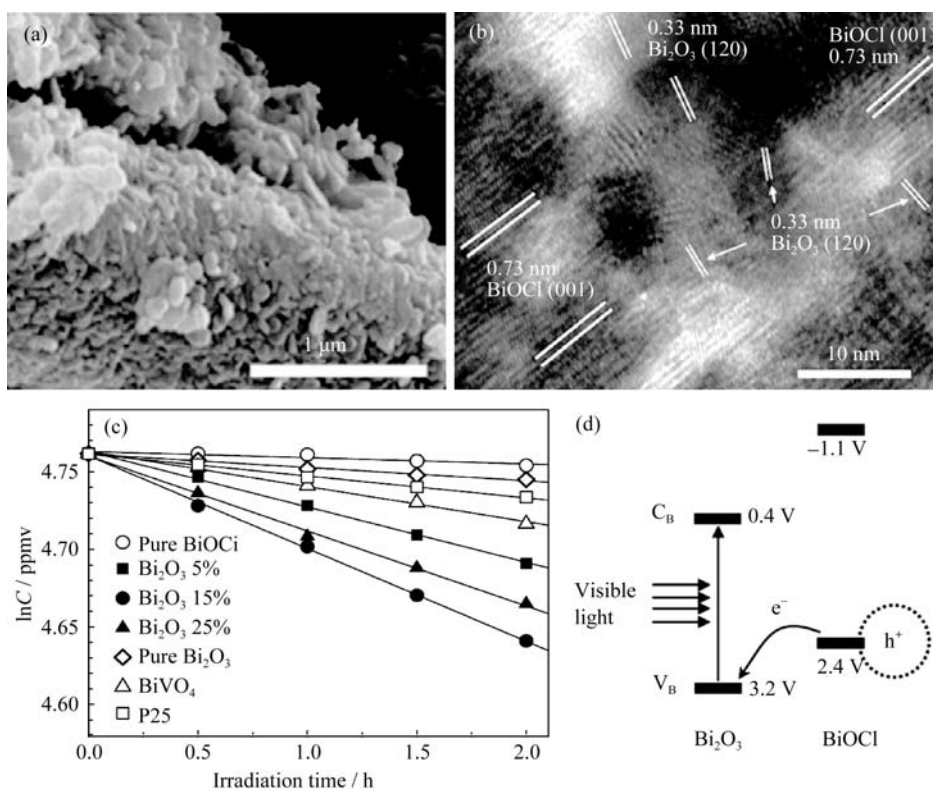 (a)
1 μm
(b)
0.33 nm
Bi₂O₃ (120)
BiOCl (001)
0.73 nm
0.33 nm
Bi₂O₃ (120)
0.73 nm
BiOCl (001)
10 nm
(c)
lnC / ppmv
4.75
4.70
4.65
4.60
Pure BiOCi
Bi₂O₃ 5%
Bi₂O₃ 15%
Bi₂O₃ 25%
Pure Bi₂O₃
BiVO₄
P25
0.0 0.5 1.0 1.5 2.0
Irradiation time / h
(d)
−1.1 V
C_B 0.4 V
Visible
light
e⁻
h⁺
2.4 V
V_B 3.2 V
Bi₂O₃ BiOCl